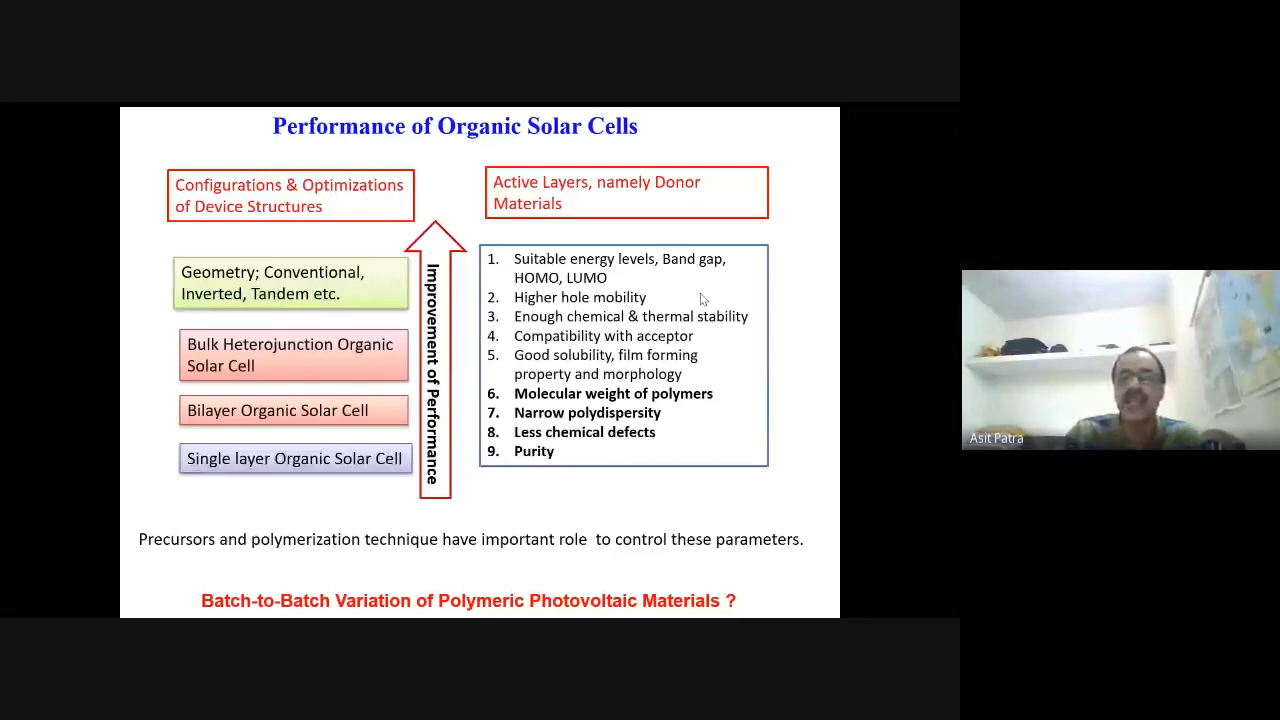 Performance of Organic Solar Cells
Configurations & Optimizations
of Device Structures
Geometry; Conventional,
Inverted, Tandem etc.
Bulk Heterojunction Organic
Solar Cell
Bilayer Organic Solar Cell
Single layer Organic Solar Cell
Improvement of Performance
Active Layers, namely Donor
Materials
1. Suitable energy levels, Band gap,
HOMO, LUMO
2. Higher hole mobility
3. Enough chemical & thermal stability
4. Compatibility with acceptor
5. Good solubility, film forming
property and morphology
6. Molecular weight of polymers
7. Narrow polydispersity
8. Less chemical defects
9. Purity
Precursors and polymerization technique have important role to control these parameters.
Batch-to-Batch Variation of Polymeric Photovoltaic Materials ?
Asit Patra